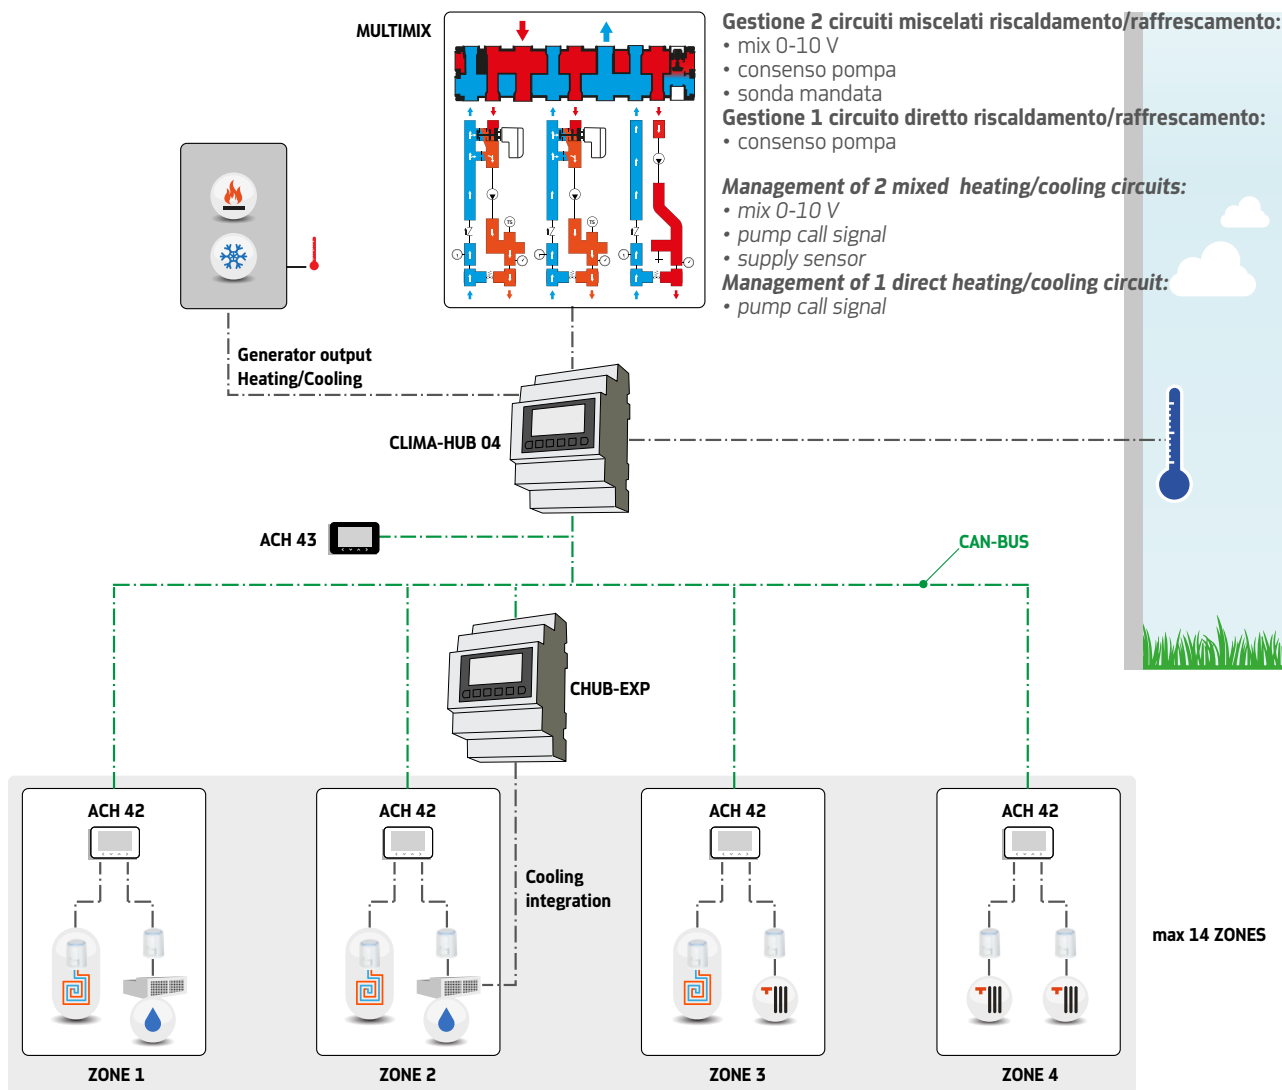 MULTIMIX
Gestione 2 circuiti miscelati riscaldamento/raffrescamento:
• mix 0-10 V
• consenso pompa
• sonda mandata
Gestione 1 circuito diretto riscaldamento/raffrescamento:
• consenso pompa
Management of 2 mixed heating/cooling circuits:
• mix 0-10 V
• pump call signal
• supply sensor
Management of 1 direct heating/cooling circuit:
• pump call signal
TS
TS
Generator output
Heating/Cooling
CLIMA-HUB 04
ACH 43
CAN-BUS
CHUB-EXP
ACH 42
ACH 42
ACH 42
ACH 42
Cooling
integration
max 14 ZONES
ZONE 1
ZONE 2
ZONE 3
ZONE 4